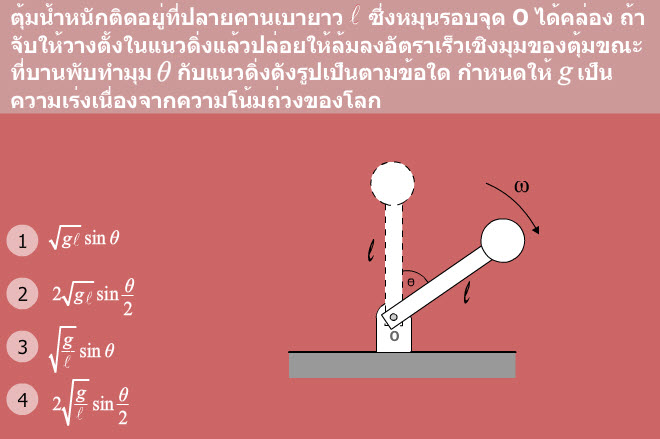 ตุ้มน้ำหนักติดอยู่ที่ปลายคานเบายาว ℓ ซึ่งหมุนรอบจุด O ได้คล่อง ถ้า
จับให้วางตั้งในแนวดิ่งแล้วปล่อยให้ล้มลงอัตราเร็วเชิงมุมของตุ้มขณะ
ที่บานพับทำมุม θ กับแนวดิ่งดังรูปเป็นตามข้อใด กำหนดให้ g เป็น
ความเร่งเนื่องจากความโน้มถ่วงของโลก
ω
ℓ
θ
ℓ
O
1 √(gℓ) sin θ
2 2√(gℓ) sin θ/2
3 √(g/ℓ) sin θ
4 2√(g/ℓ) sin θ/2